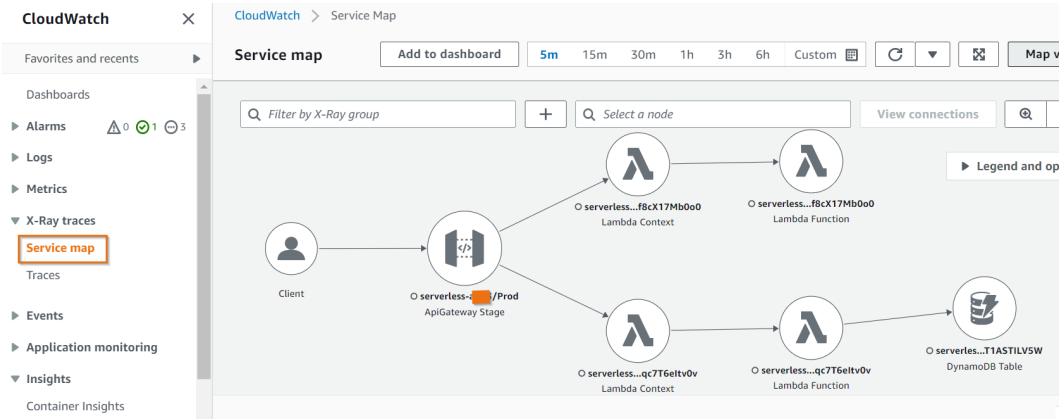 CloudWatch
Favorites and recents
Dashboards
Alarms 0 1 3
Logs
Metrics
X-Ray traces
Service map
Traces
Events
Application monitoring
Insights
Container Insights
CloudWatch > Service Map
Service map Add to dashboard 5m 15m 30m 1h 3h 6h Custom Map v
Filter by X-Ray group + Select a node View connections
Legend and op
serverless...f8cX17Mb0o0
Lambda Context
serverless...f8cX17Mb0o0
Lambda Function
Client
</>
/Prod
ApiGateway Stage
serverless...qc7T6eItv0v
Lambda Context
serverless...qc7T6eItv0v
Lambda Function
serverles...T1ASTILV5W
DynamoDB Table